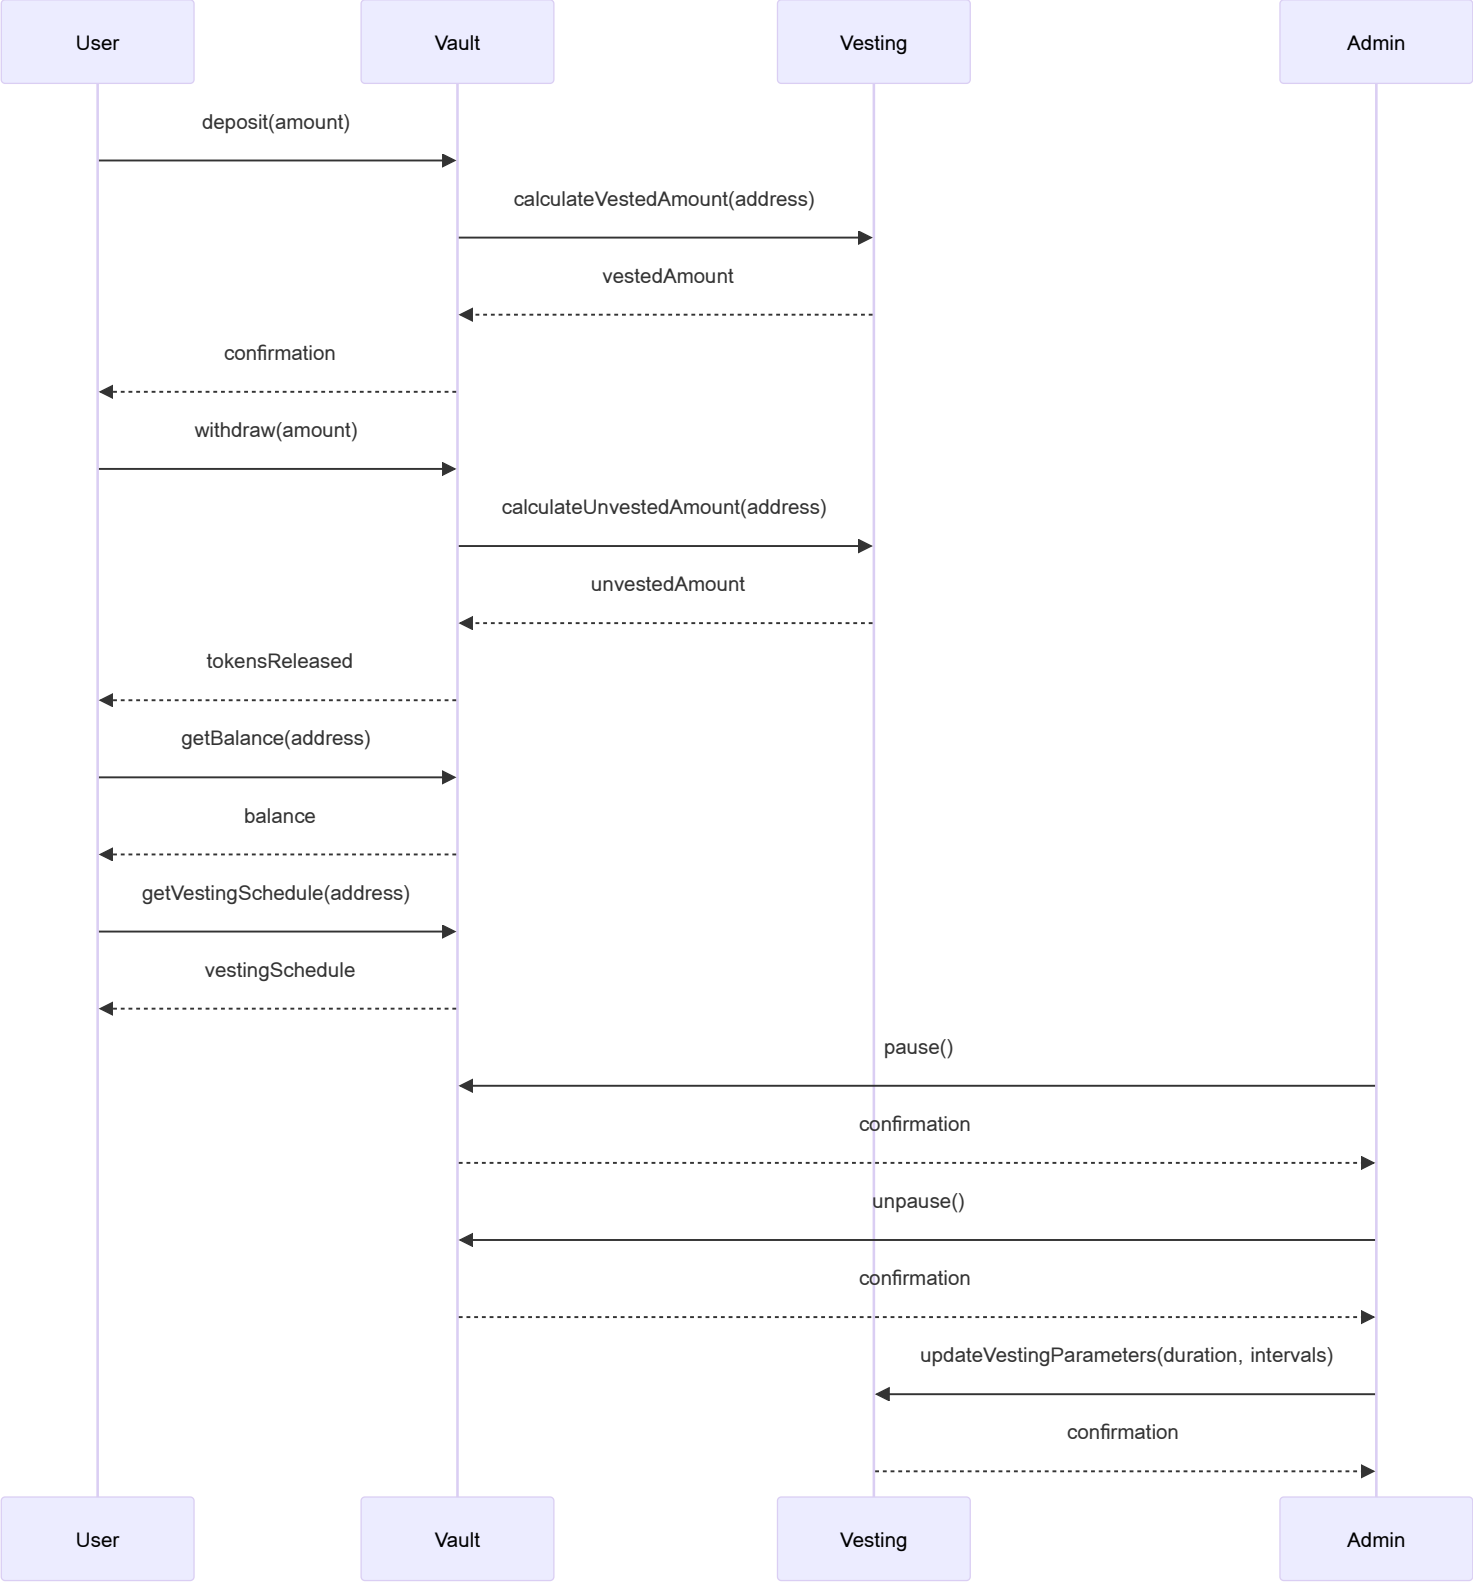 User
Vault
Vesting
Admin
deposit(amount)
calculateVestedAmount(address)
vestedAmount
confirmation
withdraw(amount)
calculateUnvestedAmount(address)
unvestedAmount
tokensReleased
getBalance(address)
balance
getVestingSchedule(address)
vestingSchedule
pause()
confirmation
unpause()
confirmation
updateVestingParameters(duration, intervals)
confirmation
User
Vault
Vesting
Admin